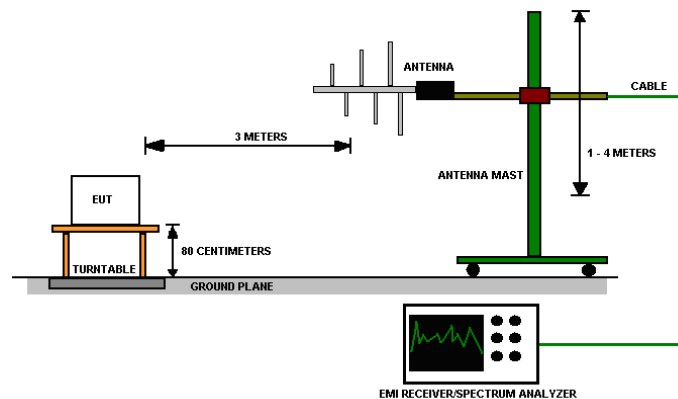 ANTENNA
CABLE
3 METERS
1 - 4 METERS
ANTENNA MAST
EUT
80 CENTIMETERS
TURNTABLE
GROUND PLANE
EMI RECEIVER/SPECTRUM ANALYZER